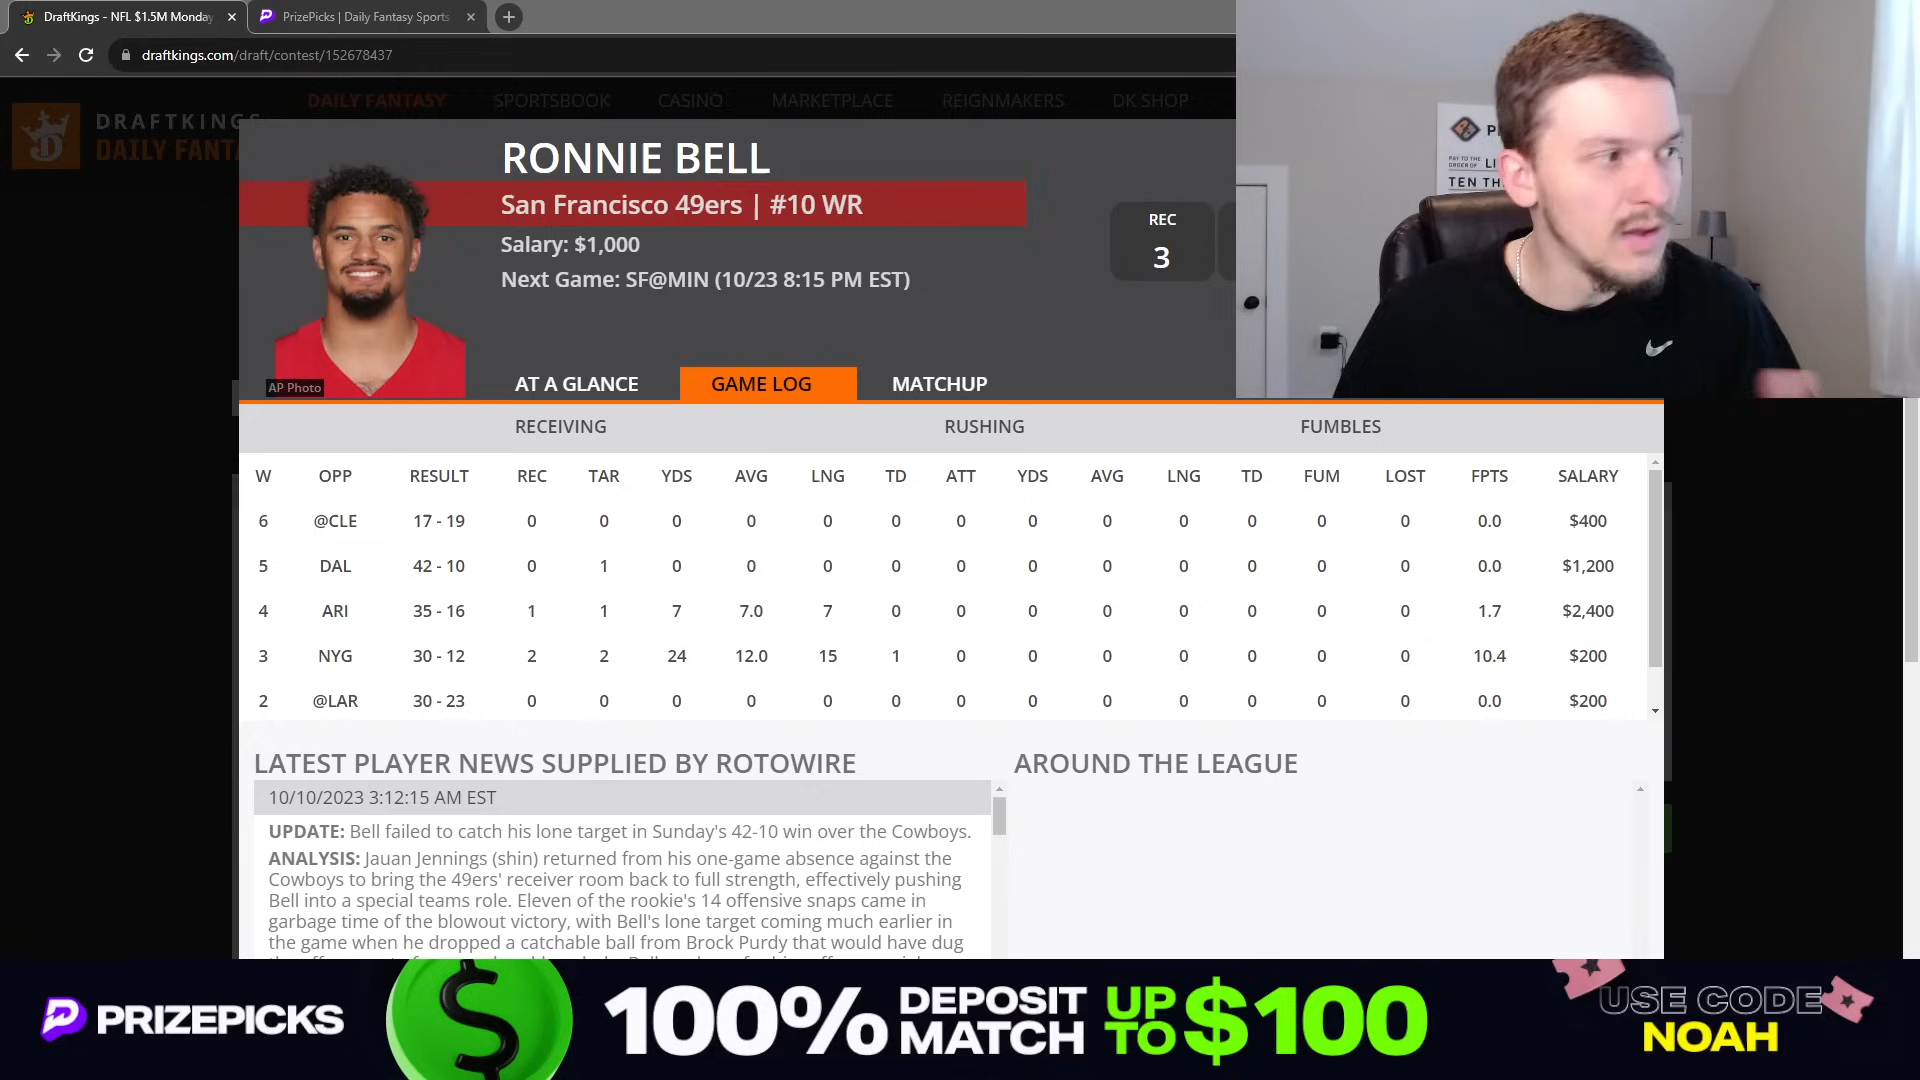 DraftKings - NFL $1.5M Monday
PrizePicks | Daily Fantasy Sports
draftkings.com/draft/contest/152678437
DAILY FANTASY SPORTSBOOK CASINO MARKETPLACE REIGNMAKERS DK SHOP
DRAFTKINGS
DAILY FANTA
RONNIE BELL
San Francisco 49ers | #10 WR
Salary: $1,000
Next Game: SF@MIN (10/23 8:15 PM EST)
REC
3
AP Photo
AT A GLANCE GAME LOG MATCHUP
PAY TO THE
ORDER OF LI
TEN TH
RECEIVING RUSHING FUMBLES
W OPP RESULT REC TAR YDS AVG LNG TD ATT YDS AVG LNG TD FUM LOST FPTS SALARY
6 @CLE 17 - 19 0 0 0 0 0 0 0 0 0 0 0 0 0 0.0 $400
5 DAL 42 - 10 0 1 0 0 0 0 0 0 0 0 0 0 0 0.0 $1,200
4 ARI 35 - 16 1 1 7 7.0 7 0 0 0 0 0 0 0 0 1.7 $2,400
3 NYG 30 - 12 2 2 24 12.0 15 1 0 0 0 0 0 0 0 10.4 $200
2 @LAR 30 - 23 0 0 0 0 0 0 0 0 0 0 0 0 0 0.0 $200
LATEST PLAYER NEWS SUPPLIED BY ROTOWIRE
AROUND THE LEAGUE
10/10/2023 3:12:15 AM EST
UPDATE: Bell failed to catch his lone target in Sunday's 42-10 win over the Cowboys.
ANALYSIS: Jauan Jennings (shin) returned from his one-game absence against the
Cowboys to bring the 49ers' receiver room back to full strength, effectively pushing
Bell into a special teams role. Eleven of the rookie's 14 offensive snaps came in
garbage time of the blowout victory, with Bell's lone target coming much earlier in
the game when he dropped a catchable ball from Brock Purdy that would have dug
PRIZEPICKS
100% DEPOSIT MATCH UP TO $100
USE CODE
NOAH